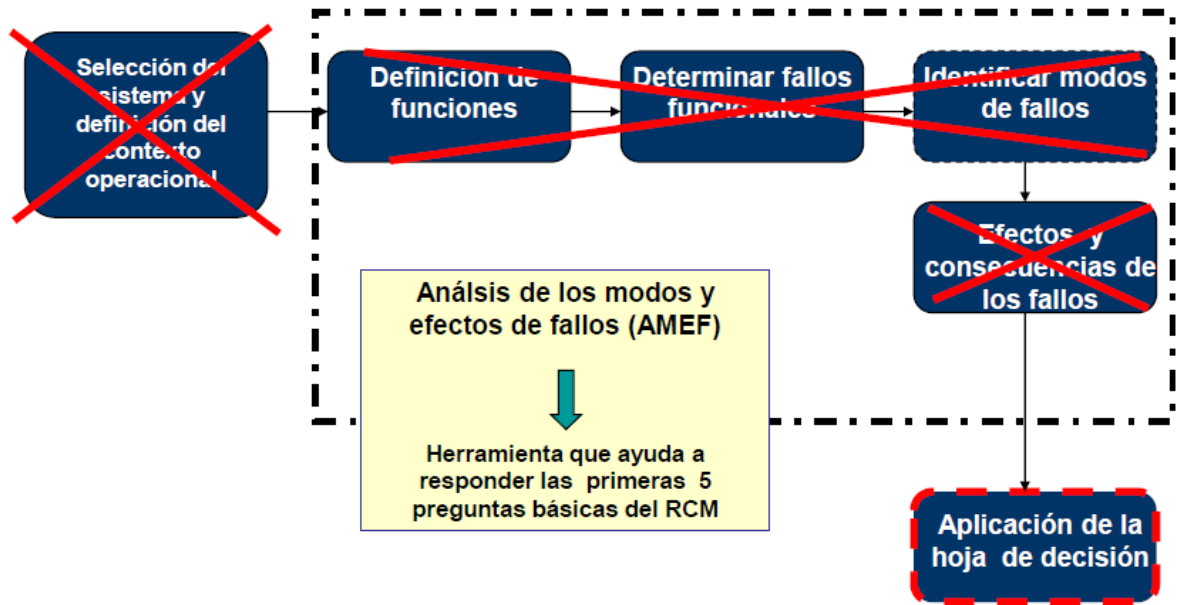 Selección del
sistema y
definición del
contexto
operacional
Definicion de
funciones
Determinar fallos
funcionales
Identificar modos
de fallos
Efectos y
consecuencias de
los fallos
Análsis de los modos y
efectos de fallos (AMEF)
Herramienta que ayuda a
responder las primeras 5
preguntas básicas del RCM
Aplicación de la
hoja de decisión